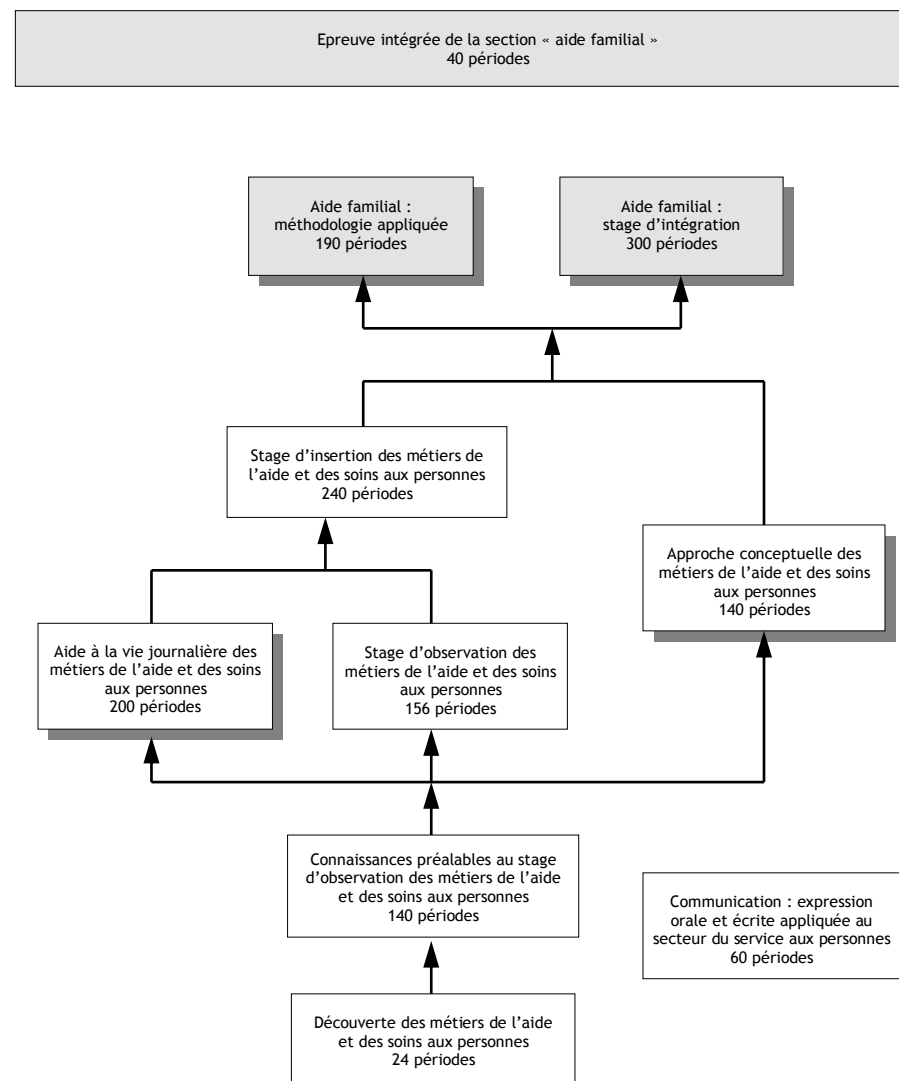 Epreuve intégrée de la section « aide familial »
40 périodes
Aide familial :
méthodologie appliquée
190 périodes
Aide familial :
stage d’intégration
300 périodes
Stage d’insertion des métiers de
l’aide et des soins aux personnes
240 périodes
Approche conceptuelle des
métiers de l’aide et des soins
aux personnes
140 périodes
Aide à la vie journalière des
métiers de l’aide et des soins
aux personnes
200 périodes
Stage d’observation des
métiers de l’aide et des soins
aux personnes
156 périodes
Connaissances préalables au stage
d’observation des métiers de l’aide
et des soins aux personnes
140 périodes
Communication : expression
orale et écrite appliquée au
secteur du service aux personnes
60 périodes
Découverte des métiers de l’aide
et des soins aux personnes
24 périodes